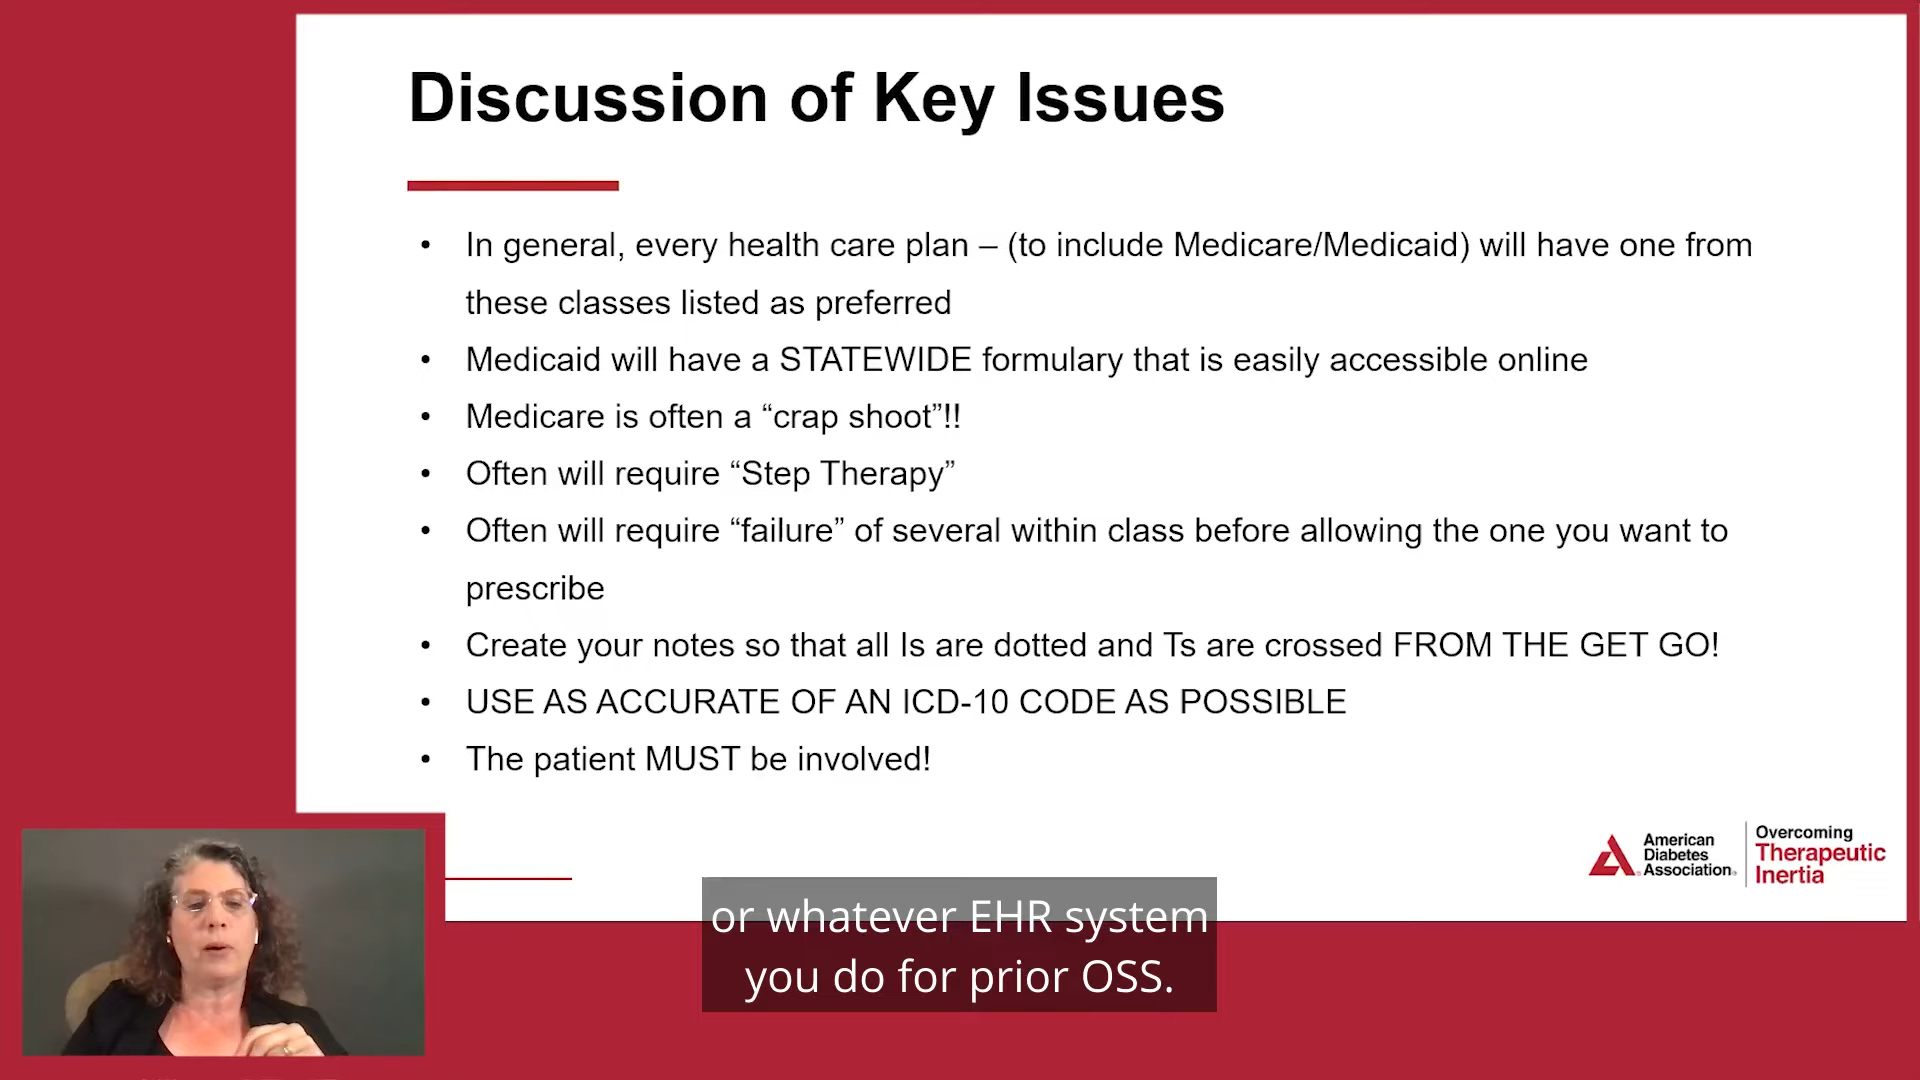 Discussion of Key Issues
• In general, every health care plan – (to include Medicare/Medicaid) will have one from
these classes listed as preferred
• Medicaid will have a STATEWIDE formulary that is easily accessible online
• Medicare is often a “crap shoot”!!
• Often will require “Step Therapy”
• Often will require “failure” of several within class before allowing the one you want to
prescribe
• Create your notes so that all Is are dotted and Ts are crossed FROM THE GET GO!
• USE AS ACCURATE OF AN ICD-10 CODE AS POSSIBLE
• The patient MUST be involved!
American
Diabetes
Association®
Overcoming
Therapeutic
Inertia
or whatever EHR system
you do for prior OSS.